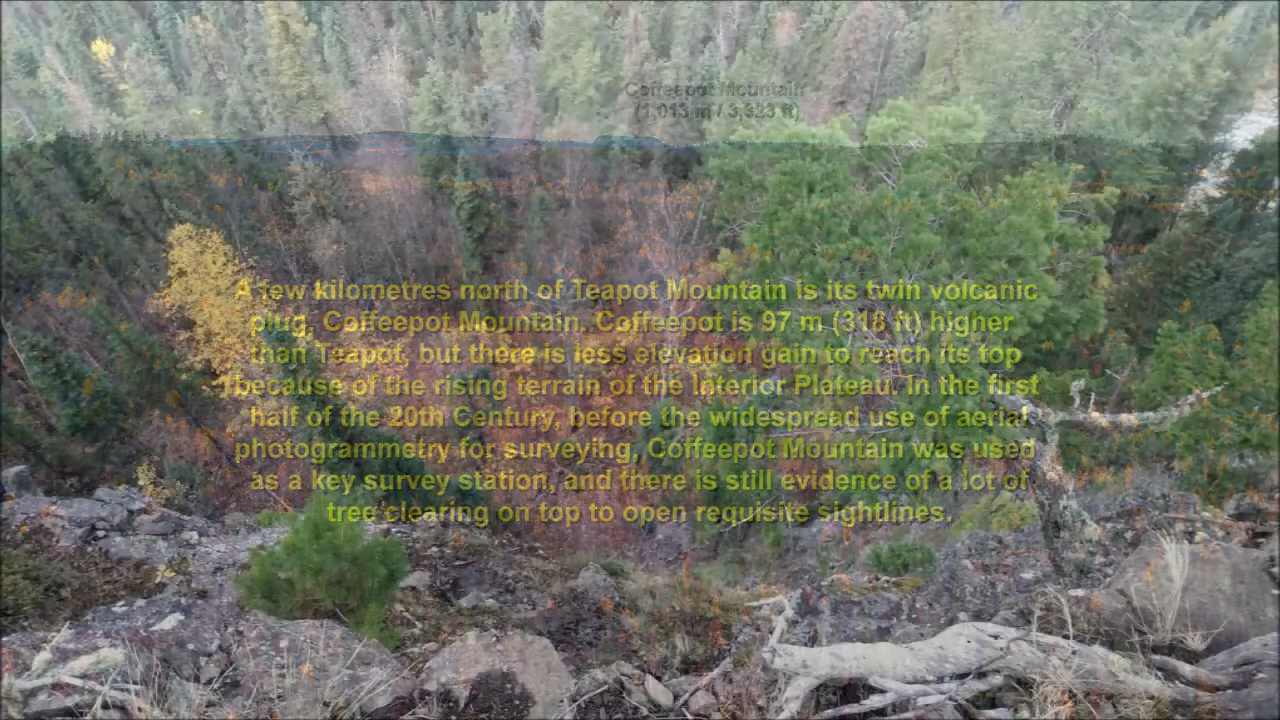 Coffeepot Mountain
(1,013 m / 3,323 ft)
A few kilometres north of Teapot Mountain is its twin volcanic
plug, Coffeepot Mountain. Coffeepot is 97 m (318 ft) higher
than Teapot, but there is less elevation gain to reach its top
because of the rising terrain of the Interior Plateau. In the first
half of the 20th Century, before the widespread use of aerial
photogrammetry for surveying, Coffeepot Mountain was used
as a key survey station, and there is still evidence of a lot of
tree clearing on top to open requisite sightlines.